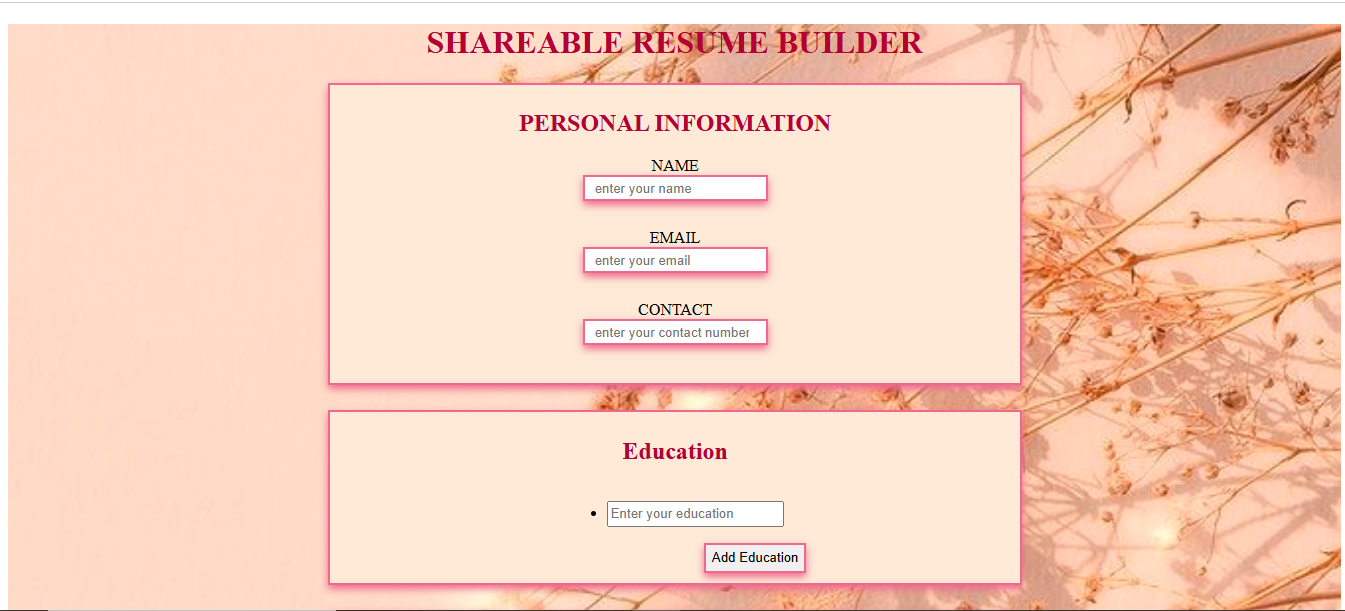 SHAREABLE RESUME BUILDER
PERSONAL INFORMATION
NAME
enter your name
EMAIL
enter your email
CONTACT
enter your contact number
Education
Enter your education
Add Education